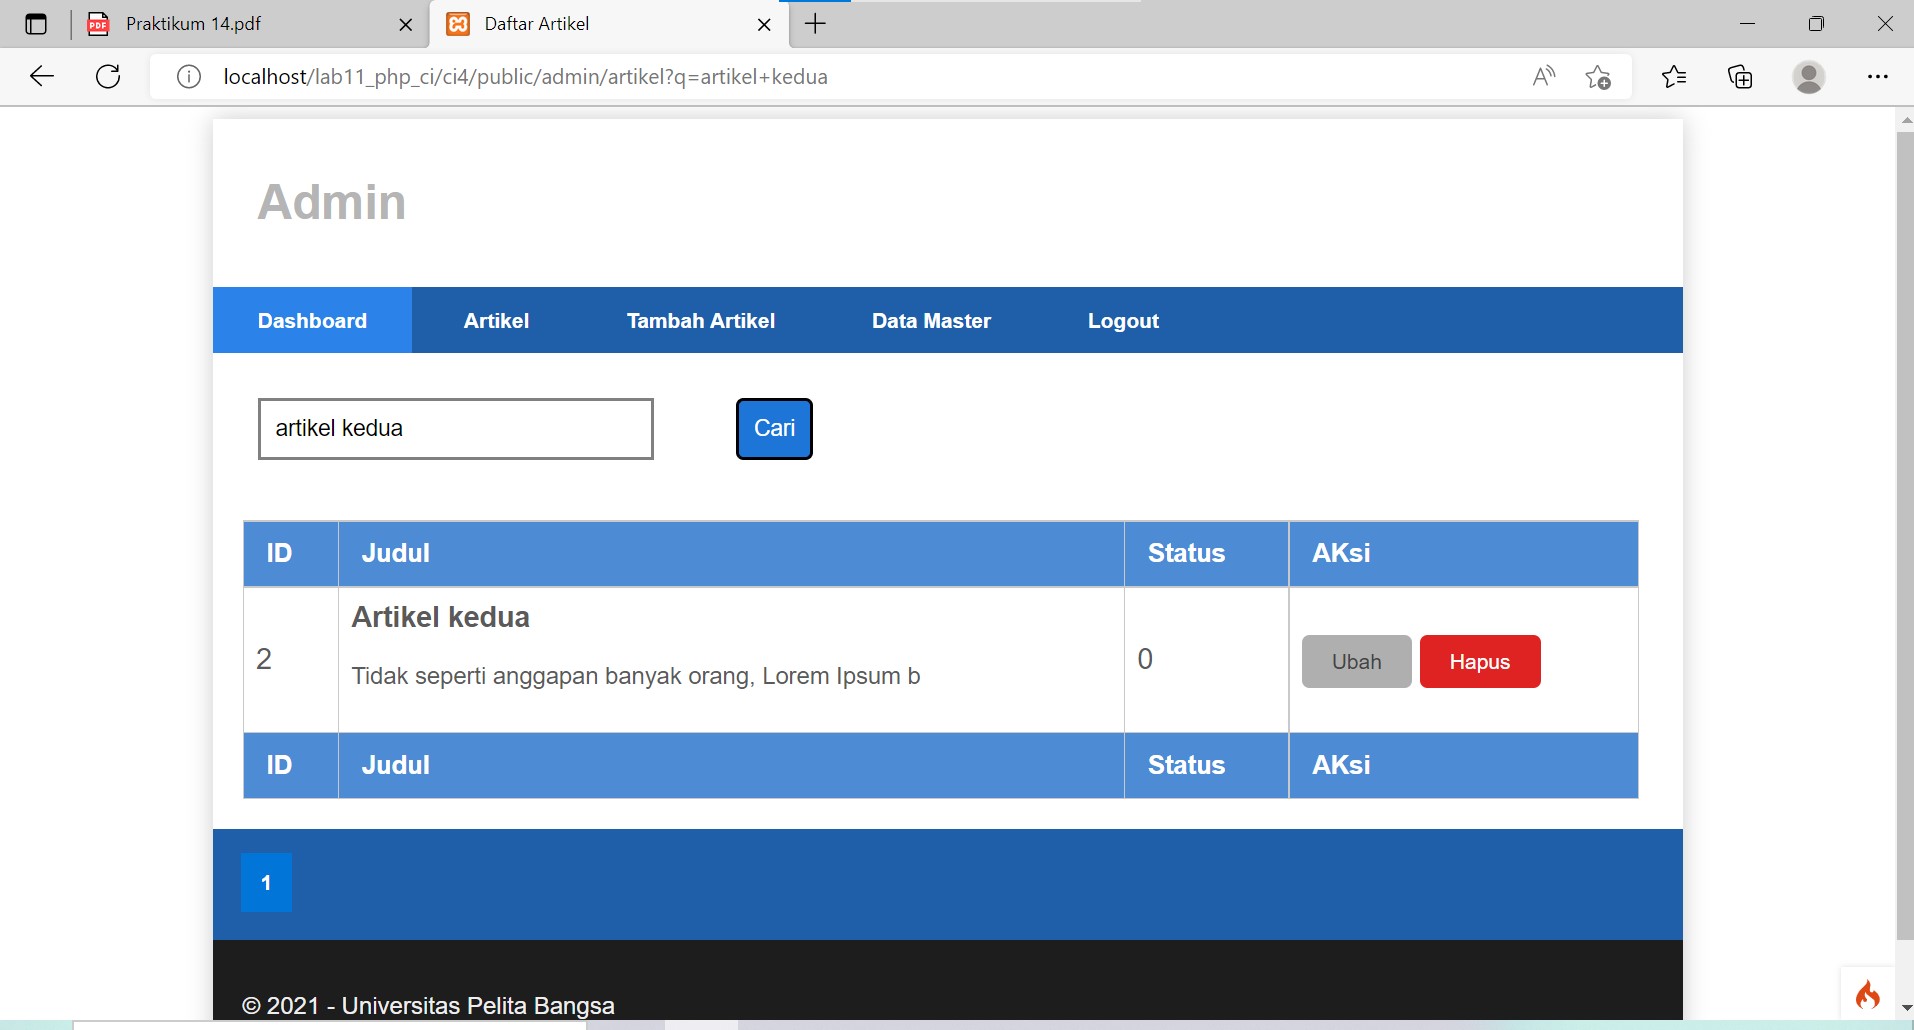 Praktikum 14.pdf
Daftar Artikel
localhost/lab11_php_ci/ci4/public/admin/artikel?q=artikel+kedua
Admin
Dashboard Artikel Tambah Artikel Data Master Logout
artikel kedua Cari
ID Judul Status AKsi
Artikel kedua
2 0 Ubah Hapus
Tidak seperti anggapan banyak orang, Lorem Ipsum b
ID Judul Status AKsi
1
© 2021 - Universitas Pelita Bangsa